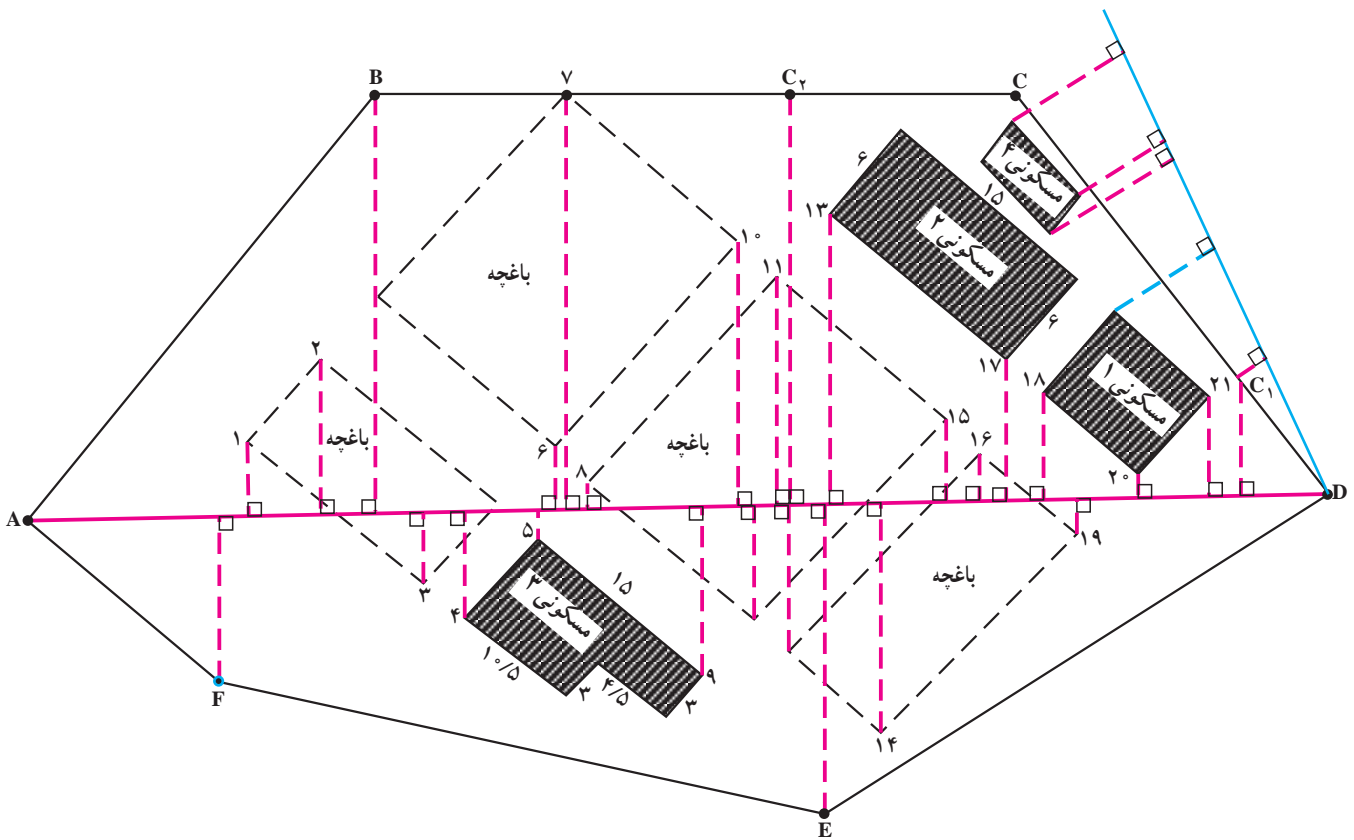 B
۷
C₂
C
۶
مسکونی ۴
۱۵
۱۳
مسکونی ۲
۱۰
۱۱
باغچه
۶
۲
۱۷
۱۸
مسکونی ۱
۲۱
C₁
۱
باغچه
۶
۸
باغچه
۱۵
۱۶
۲۰
D
A
۵
۱۹
۳
۱۵
باغچه
۴
مسکونی ۳
۱۰/۵
۳
۴/۵
۹
۳
F
۱۴
E